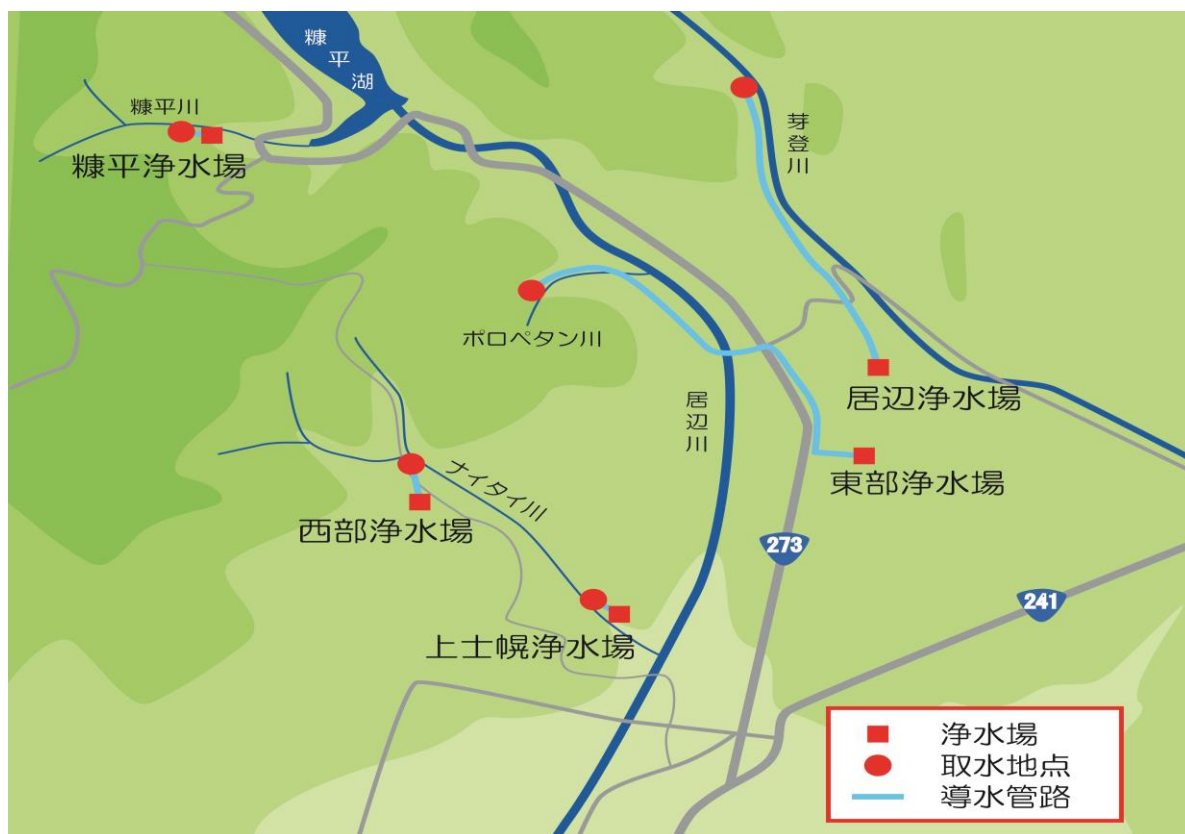 糠平湖
糠平川
糠平浄水場
芽登川
ポロペタン川
居辺浄水場
居辺川
東部浄水場
ナイタイ川
西部浄水場
273
241
上士幌浄水場
浄水場
取水地点
導水管路